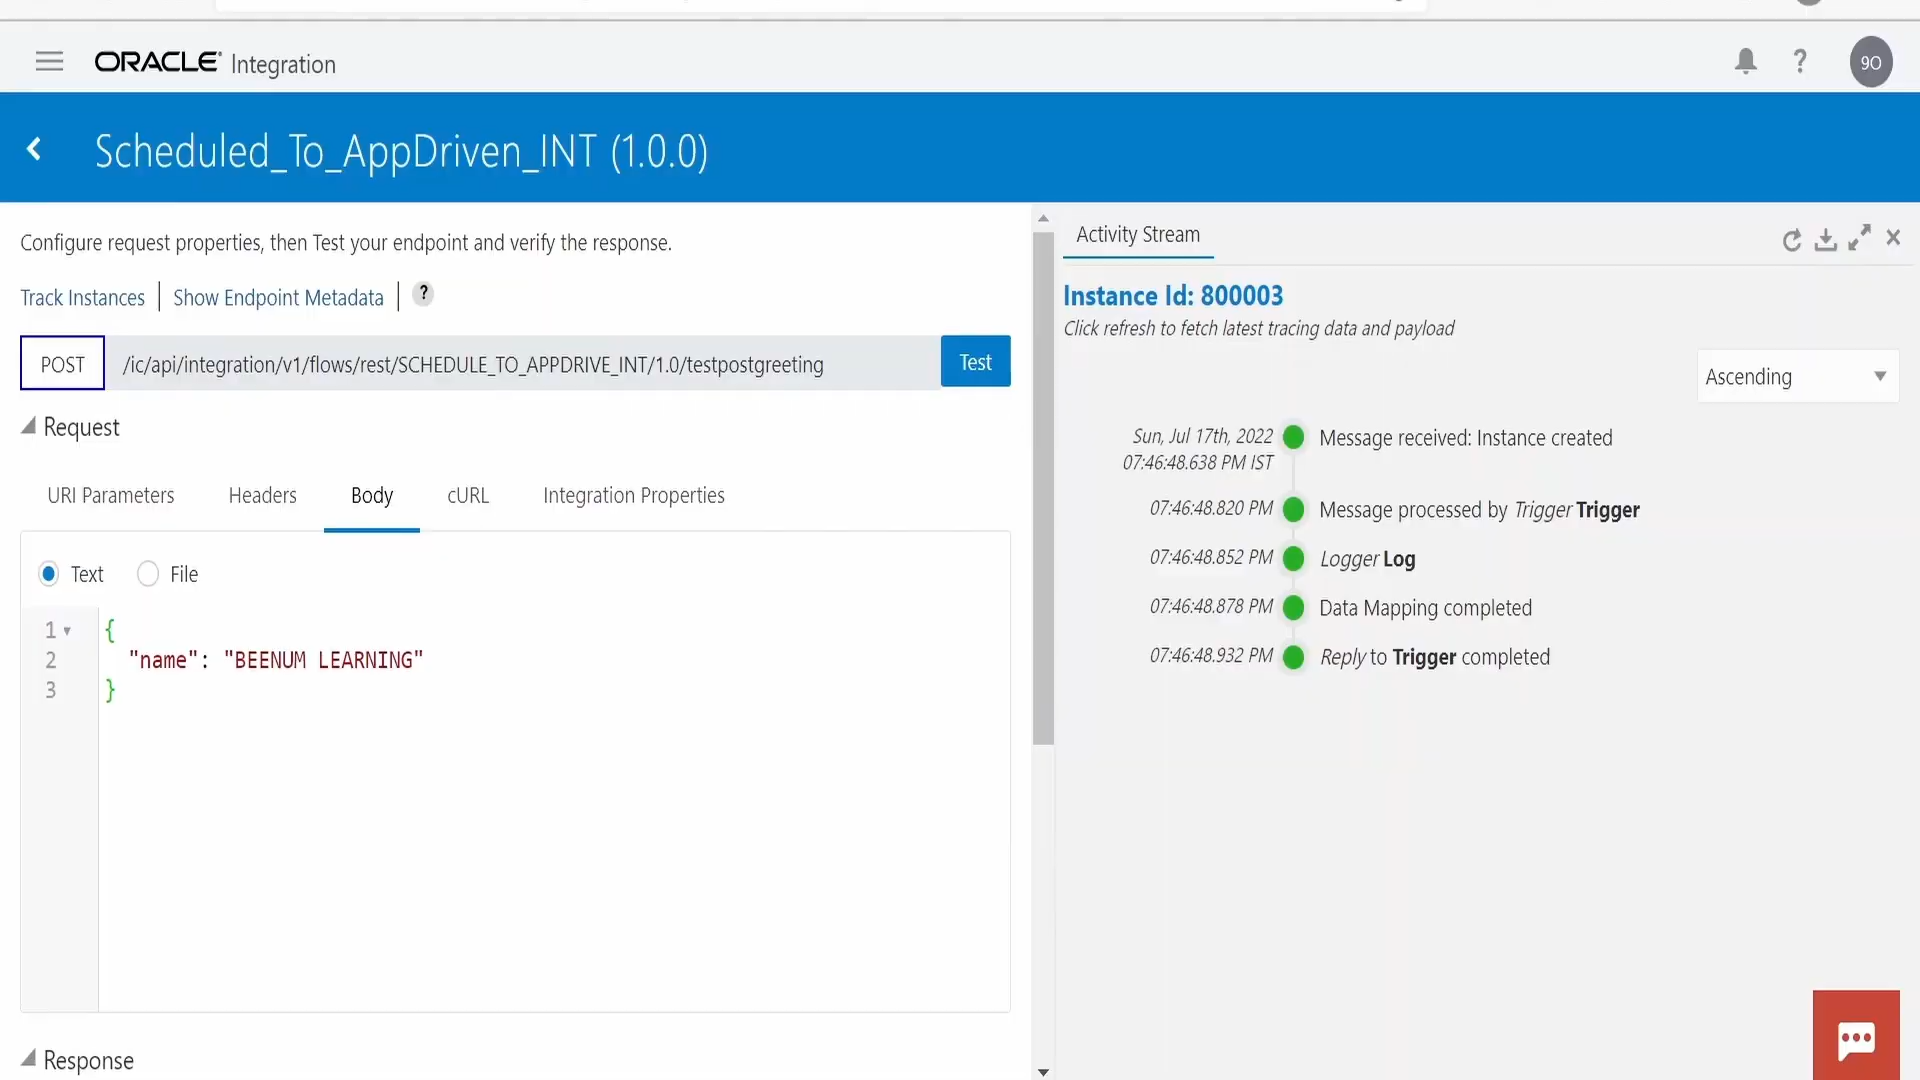 ORACLE Integration
?
9O
Scheduled_To_AppDriven_INT (1.0.0)
Configure request properties, then Test your endpoint and verify the response.
Track Instances
Show Endpoint Metadata
?
POST
/ic/api/integration/v1/flows/rest/SCHEDULE_TO_APPDRIVE_INT/1.0/testpostgreeting
Test
Request
URI Parameters
Headers
Body
cURL
Integration Properties
Text
File
1 {
2 "name": "BEENUM LEARNING"
3 }
Response
Activity Stream
Instance Id: 800003
Click refresh to fetch latest tracing data and payload
Ascending
Sun, Jul 17th, 2022
07:46:48.638 PM IST
Message received: Instance created
07:46:48.820 PM Message processed by Trigger Trigger
07:46:48.852 PM Logger Log
07:46:48.878 PM Data Mapping completed
07:46:48.932 PM Reply to Trigger completed